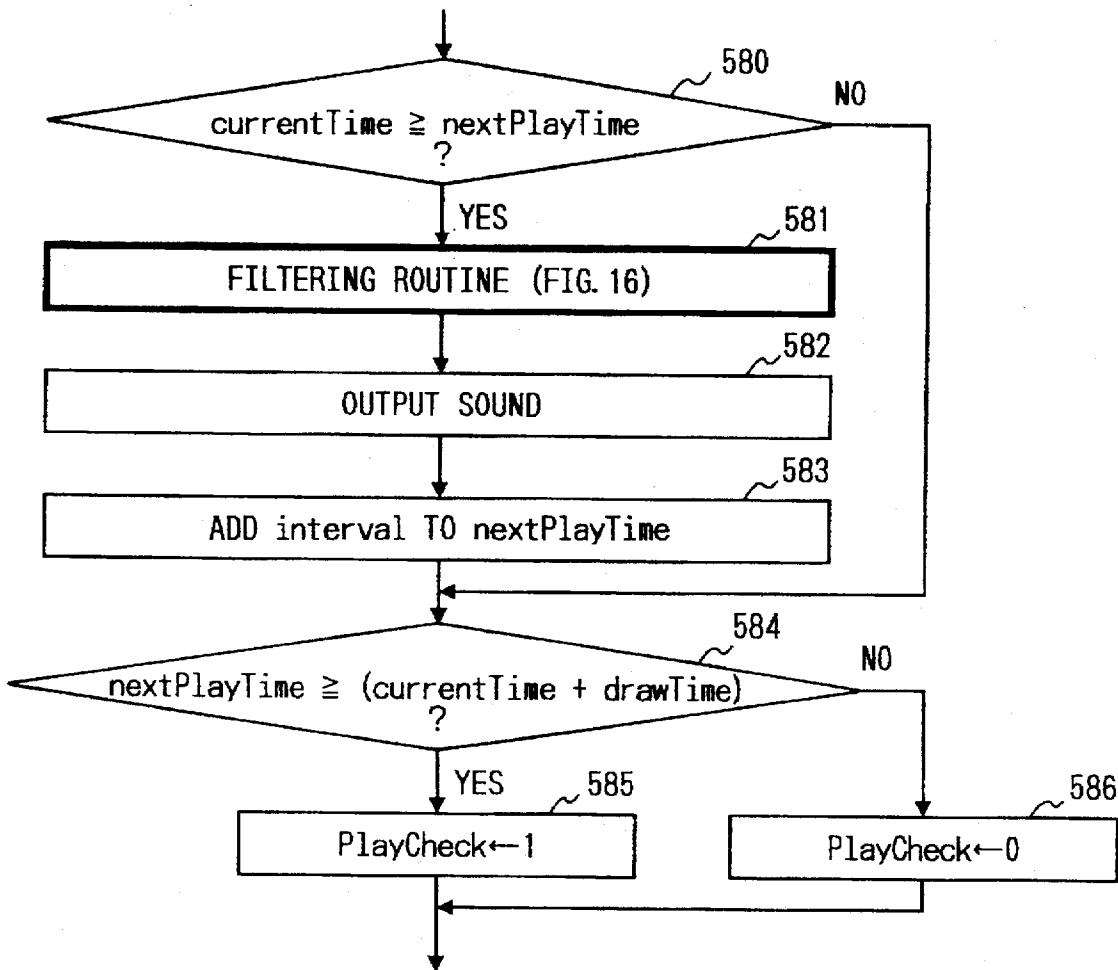 580
NO
currentTime ≧ nextPlayTime
?
YES
581
FILTERING ROUTINE (FIG. 16)
582
OUTPUT SOUND
583
ADD interval TO nextPlayTime
584
NO
nextPlayTime ≧ (currentTime + drawTime)
?
YES
585
586
PlayCheck←1
PlayCheck←0